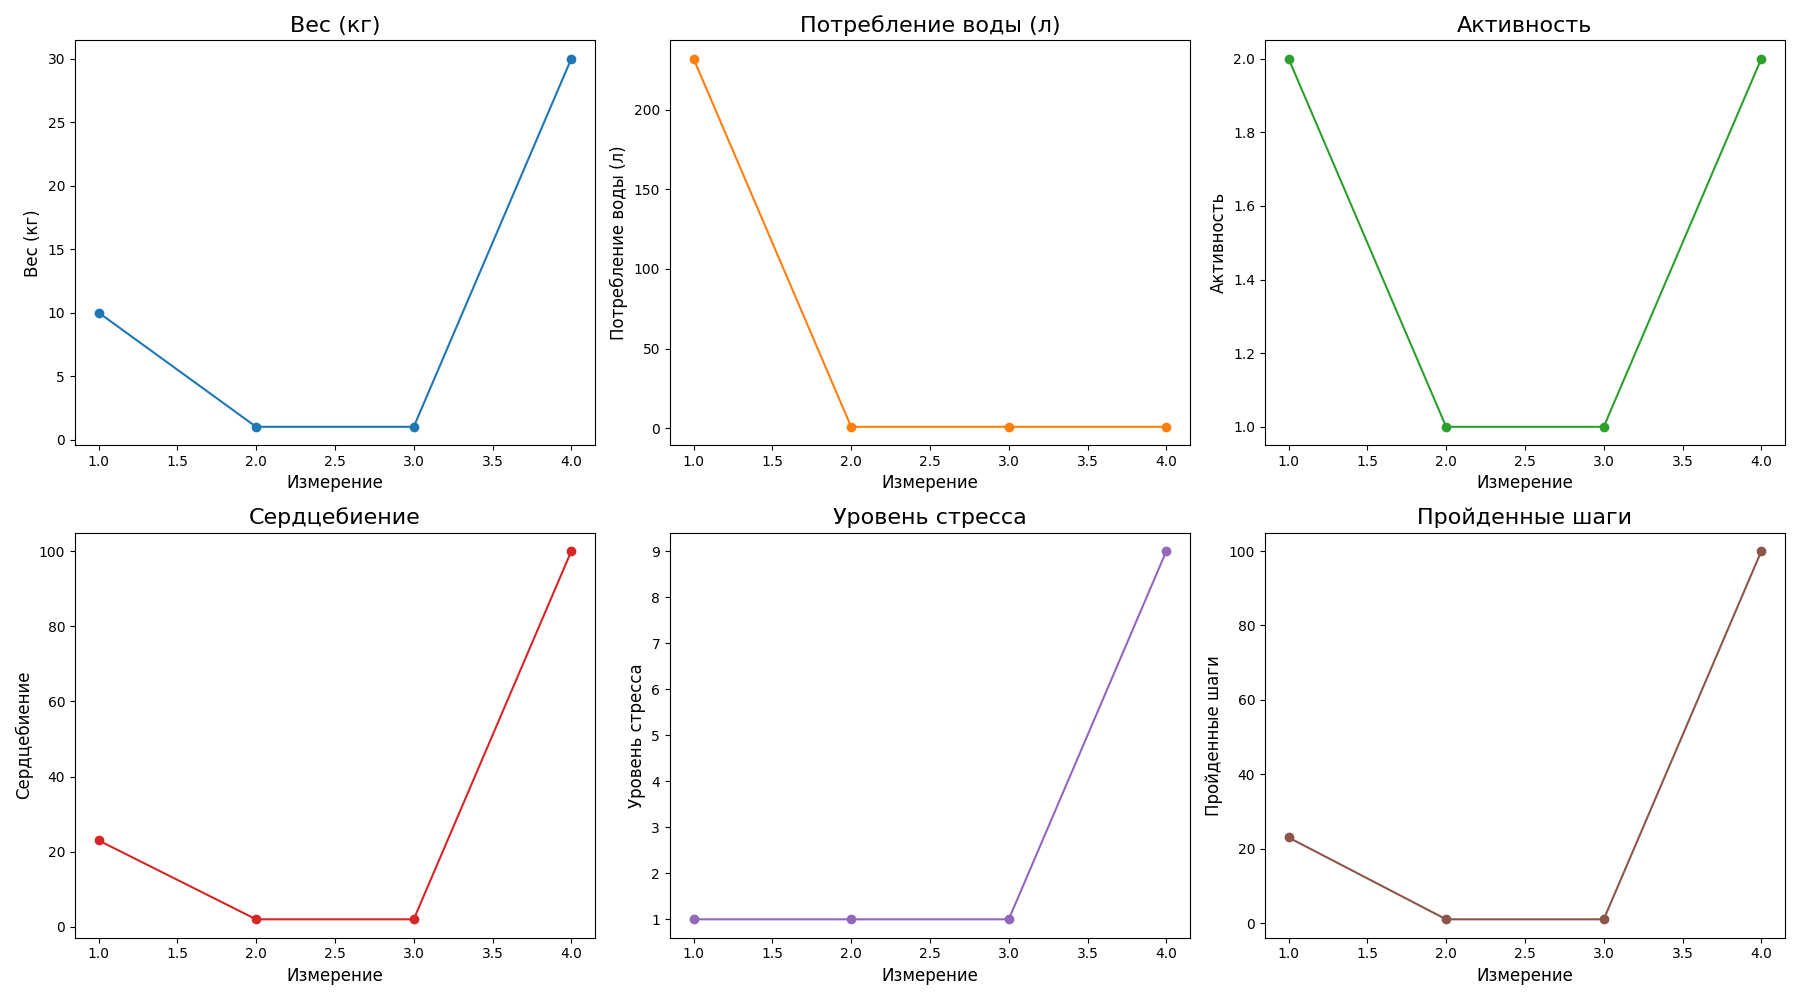 Вес (кг)
Вес (кг)
30
25
20
15
10
5
0
1.0 1.5 2.0 2.5 3.0 3.5 4.0
Измерение
Потребление воды (л)
Потребление воды (л)
200
150
100
50
0
1.0 1.5 2.0 2.5 3.0 3.5 4.0
Измерение
Активность
Активность
2.0
1.8
1.6
1.4
1.2
1.0
1.0 1.5 2.0 2.5 3.0 3.5 4.0
Измерение
Сердцебиение
Сердцебиение
100
80
60
40
20
0
1.0 1.5 2.0 2.5 3.0 3.5 4.0
Измерение
Уровень стресса
Уровень стресса
9
8
7
6
5
4
3
2
1
1.0 1.5 2.0 2.5 3.0 3.5 4.0
Измерение
Пройденные шаги
Пройденные шаги
100
80
60
40
20
0
1.0 1.5 2.0 2.5 3.0 3.5 4.0
Измерение